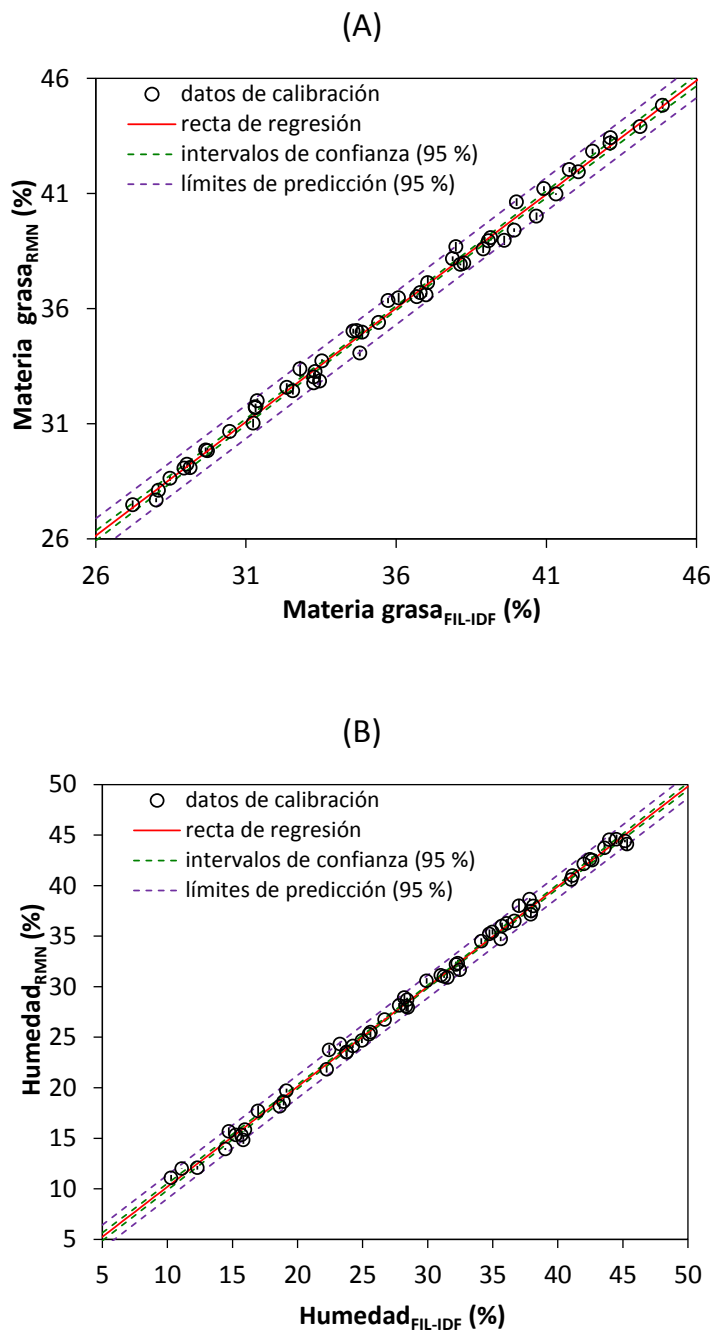 (A)
46
41
36
31
26
Materia grasa_RMN (%)
datos de calibración
recta de regresión
intervalos de confianza (95 %)
límites de predicción (95 %)
26 31 36 41 46
Materia grasa_FIL-IDF (%)
(B)
50
45
40
35
30
25
20
15
10
5
Humedad_RMN (%)
datos de calibración
recta de regresión
intervalos de confianza (95 %)
límites de predicción (95 %)
5 10 15 20 25 30 35 40 45 50
Humedad_FIL-IDF (%)